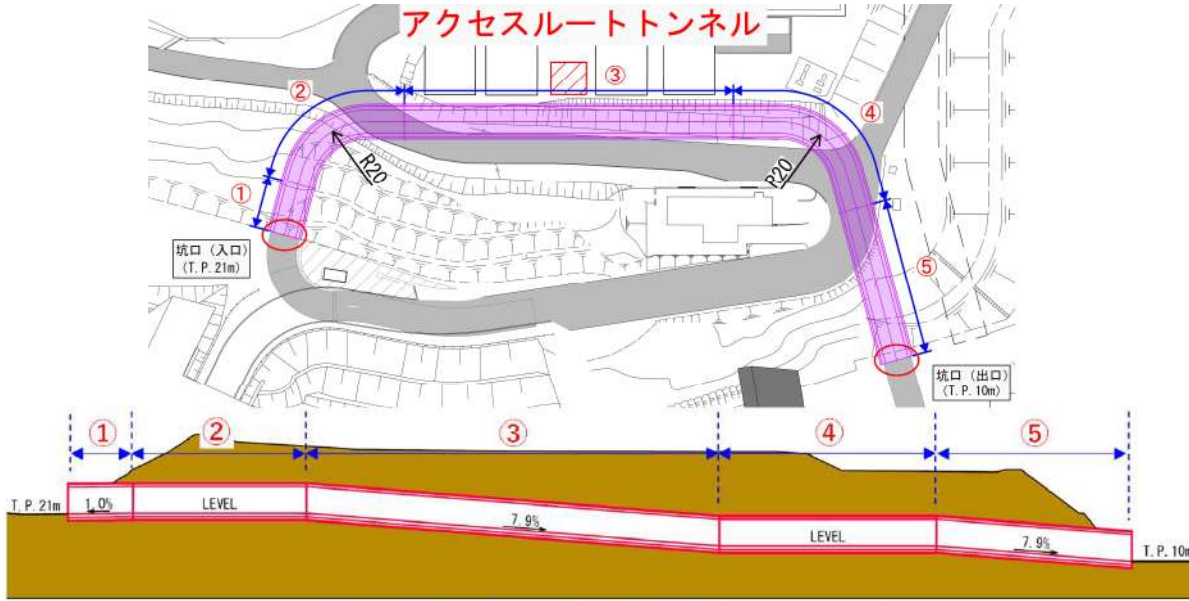 アクセスルートトンネル
②
③
④
R20
R20
①
坑口（入口）
(T.P.21m)
⑤
坑口（出口）
(T.P.10m)
①
②
③
④
⑤
T.P.21m
1.0%
LEVEL
7.9%
LEVEL
7.9%
T.P.10m